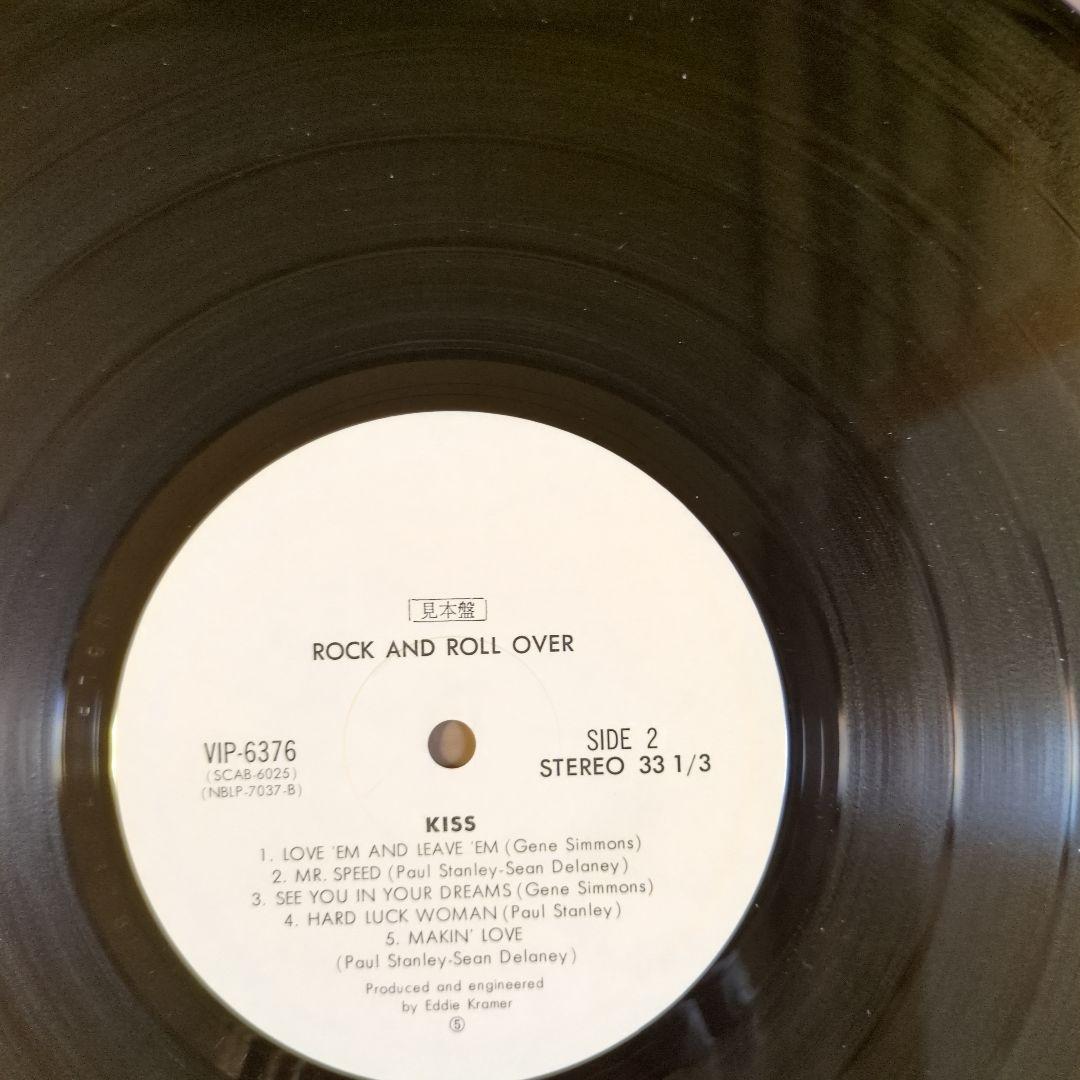 見本盤
ROCK AND ROLL OVER
VIP-6376
(SCAB-6025)
(NBLP-7037-B)
SIDE 2
STEREO 33 1/3
KISS
1. LOVE 'EM AND LEAVE 'EM (Gene Simmons)
2. MR. SPEED (Paul Stanley-Sean Delaney)
3. SEE YOU IN YOUR DREAMS (Gene Simmons)
4. HARD LUCK WOMAN (Paul Stanley)
5. MAKIN' LOVE
(Paul Stanley-Sean Delaney)
Produced and engineered
by Eddie Kramer
⑤